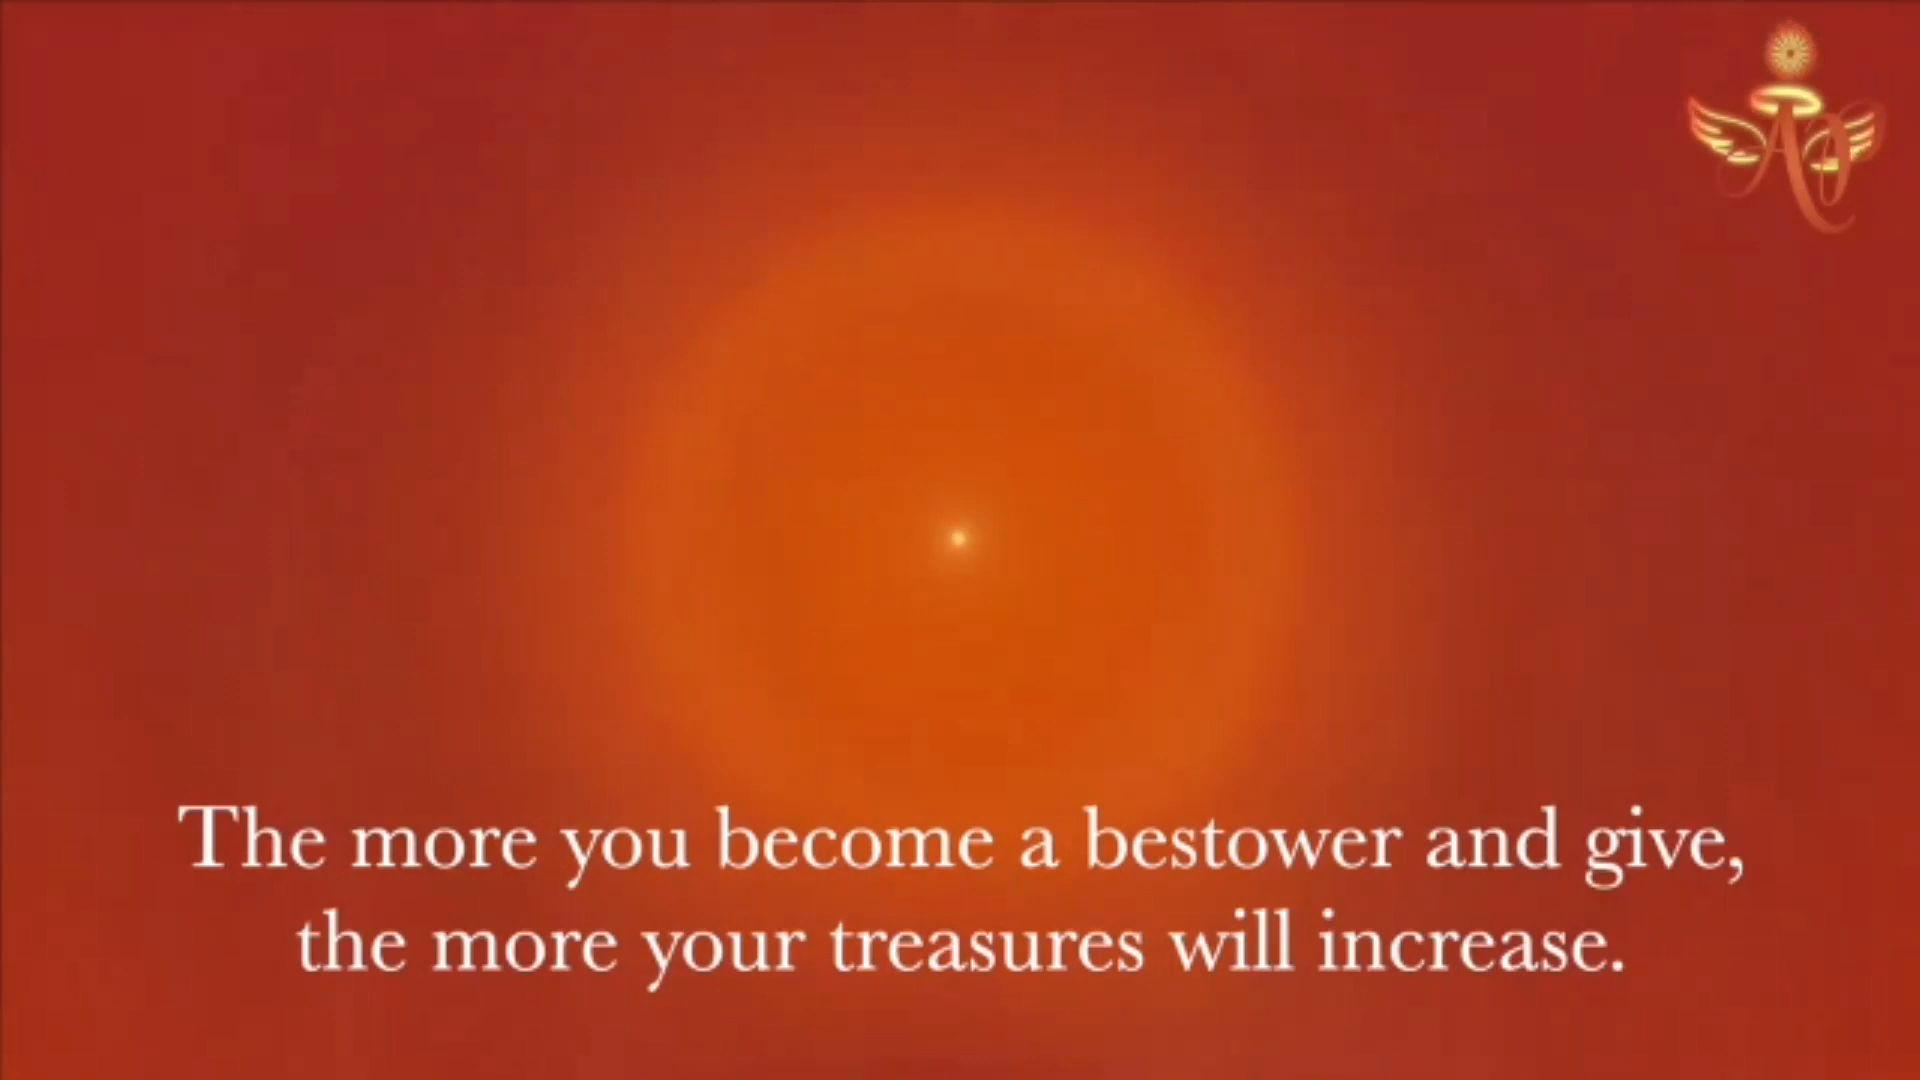 The more you become a bestower and give,
the more your treasures will increase.